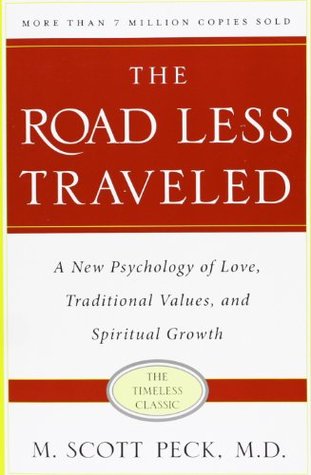 MORE THAN 7 MILLION COPIES SOLD
THE
ROAD LESS
TRAVELED
A New Psychology of Love,
Traditional Values, and
Spiritual Growth
THE
TIMELESS
CLASSIC
M. SCOTT PECK, M.D.